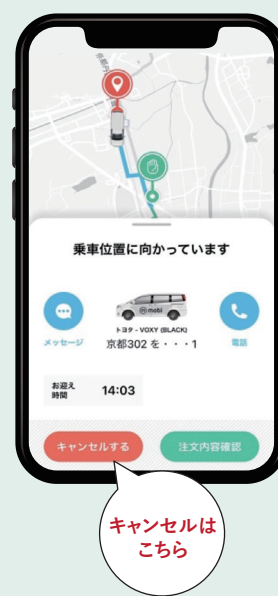 乗車位置に向かっています
mobi
トヨタ - VOXY (BLACK)
メッセージ
京都302 を・・・1
電話
お迎え
時間
14:03
キャンセルする
注文内容確認
キャンセルは
こちら